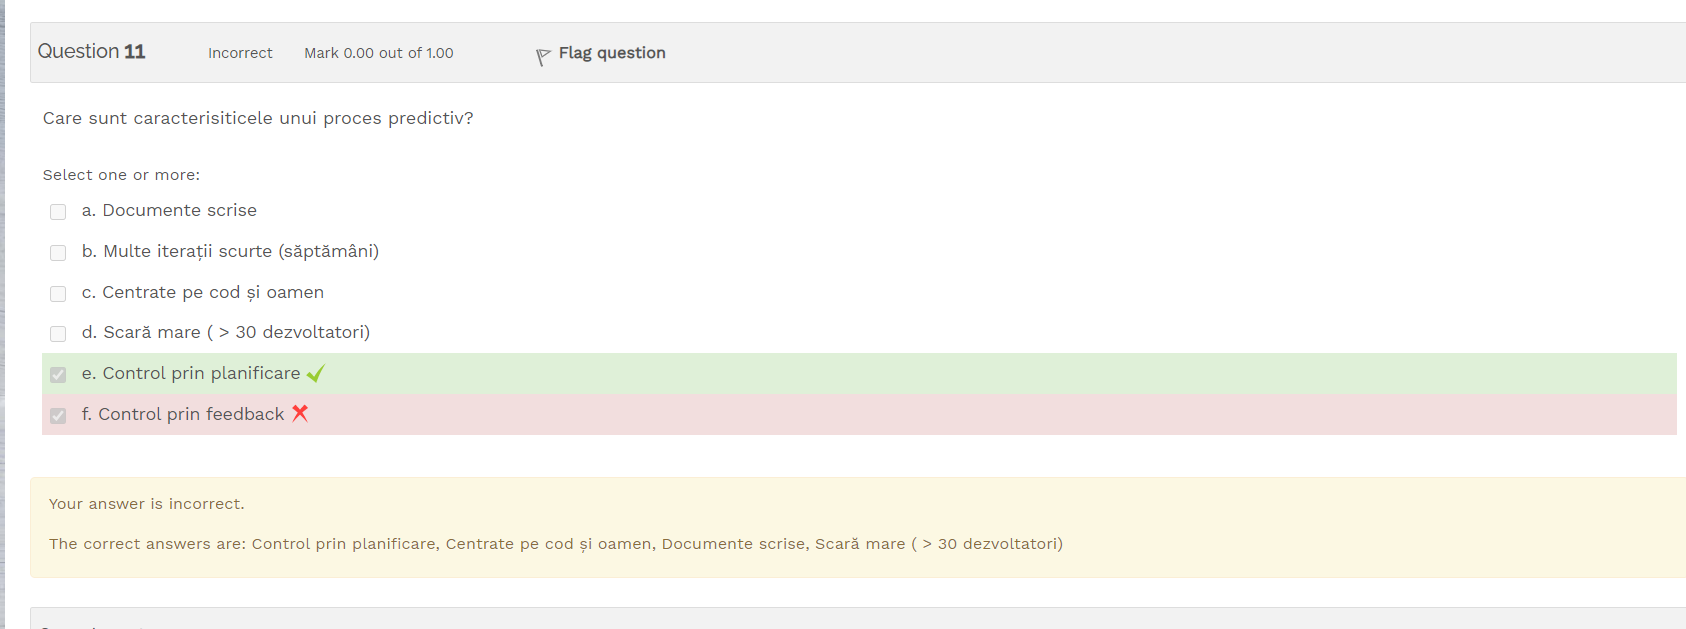 Question 11 Incorrect Mark 0.00 out of 1.00 Flag question
Care sunt caracterisiticele unui proces predictiv?
Select one or more:
a. Documente scrise
b. Multe iterații scurte (săptămâni)
c. Centrate pe cod și oamen
d. Scară mare ( > 30 dezvoltatori)
e. Control prin planificare
f. Control prin feedback
Your answer is incorrect.
The correct answers are: Control prin planificare, Centrate pe cod și oamen, Documente scrise, Scară mare ( > 30 dezvoltatori)